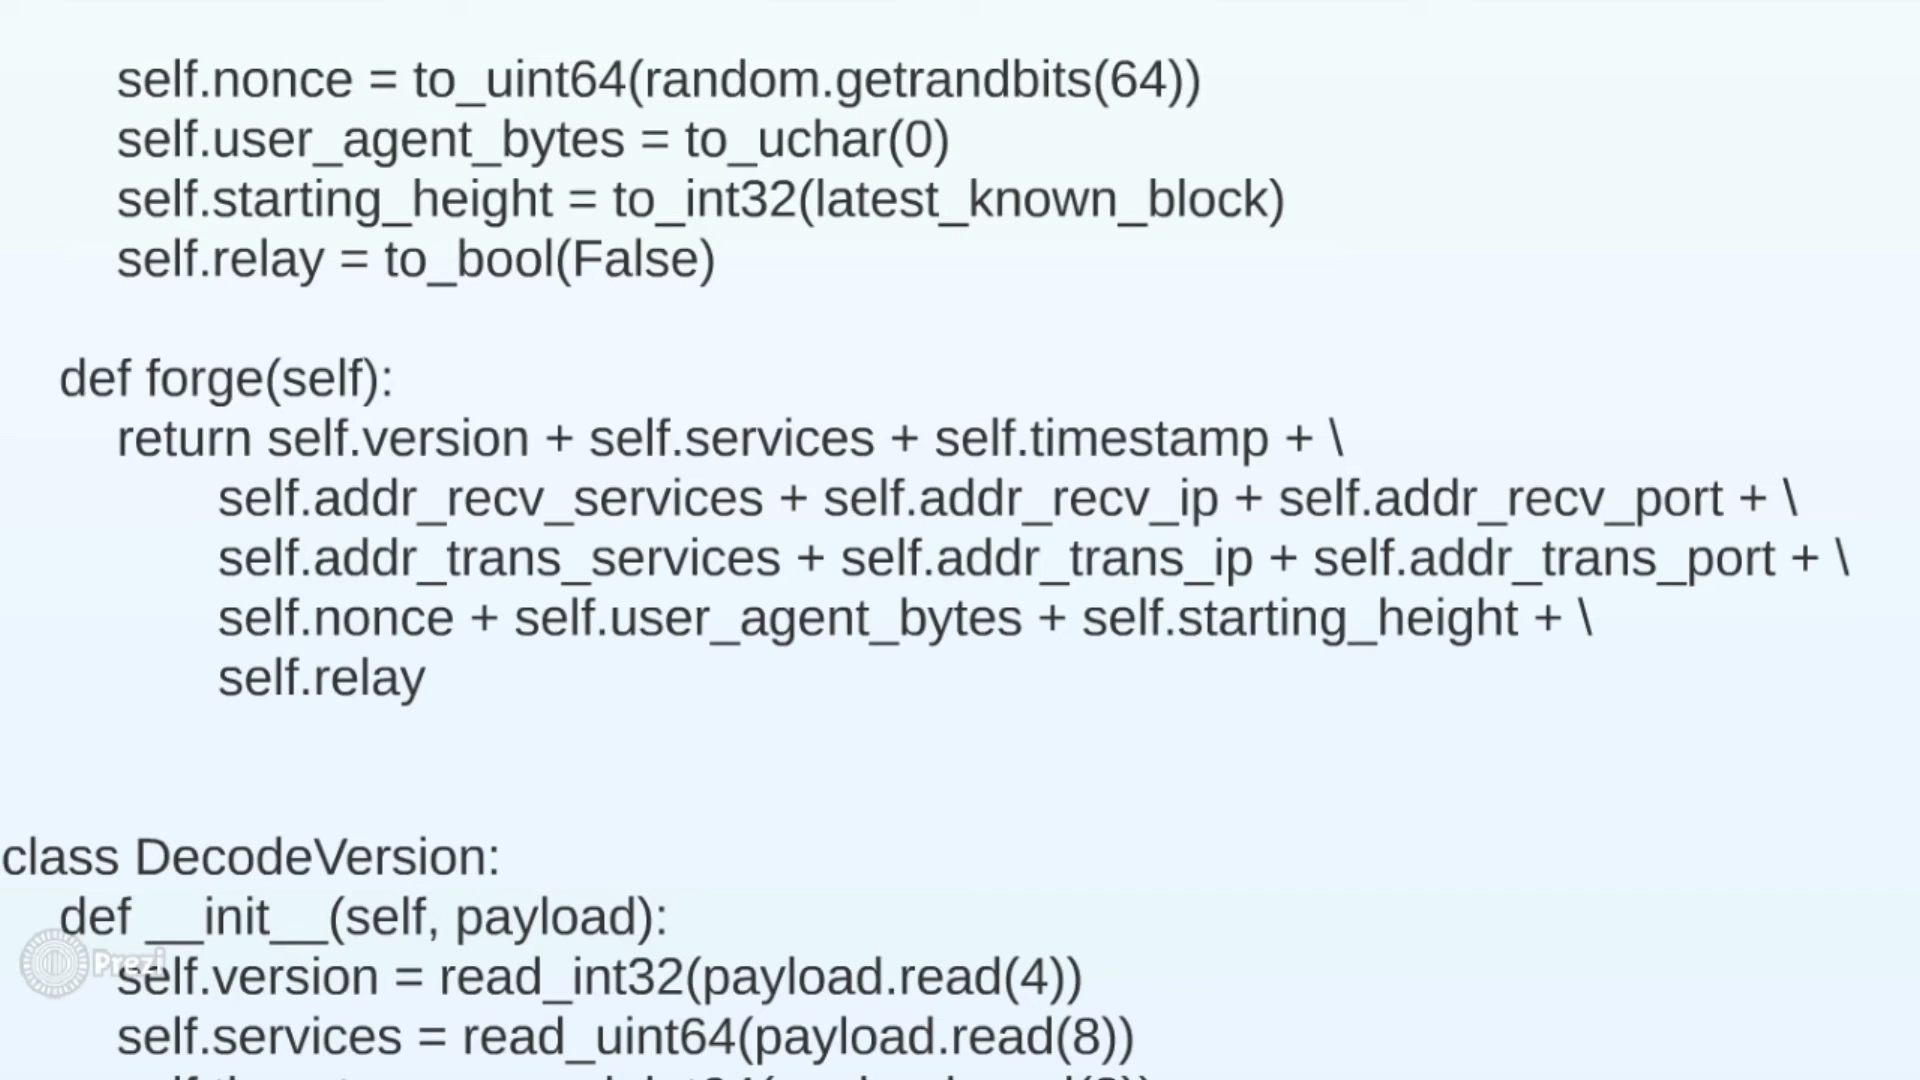 self.nonce = to_uint64(random.getrandbits(64))
self.user_agent_bytes = to_uchar(0)
self.starting_height = to_int32(latest_known_block)
self.relay = to_bool(False)
def forge(self):
return self.version + self.services + self.timestamp + \
self.addr_recv_services + self.addr_recv_ip + self.addr_recv_port + \
self.addr_trans_services + self.addr_trans_ip + self.addr_trans_port + \
self.nonce + self.user_agent_bytes + self.starting_height + \
self.relay
class DecodeVersion:
def __init__(self, payload):
Prezi
self.version = read_int32(payload.read(4))
self.services = read_uint64(payload.read(8))